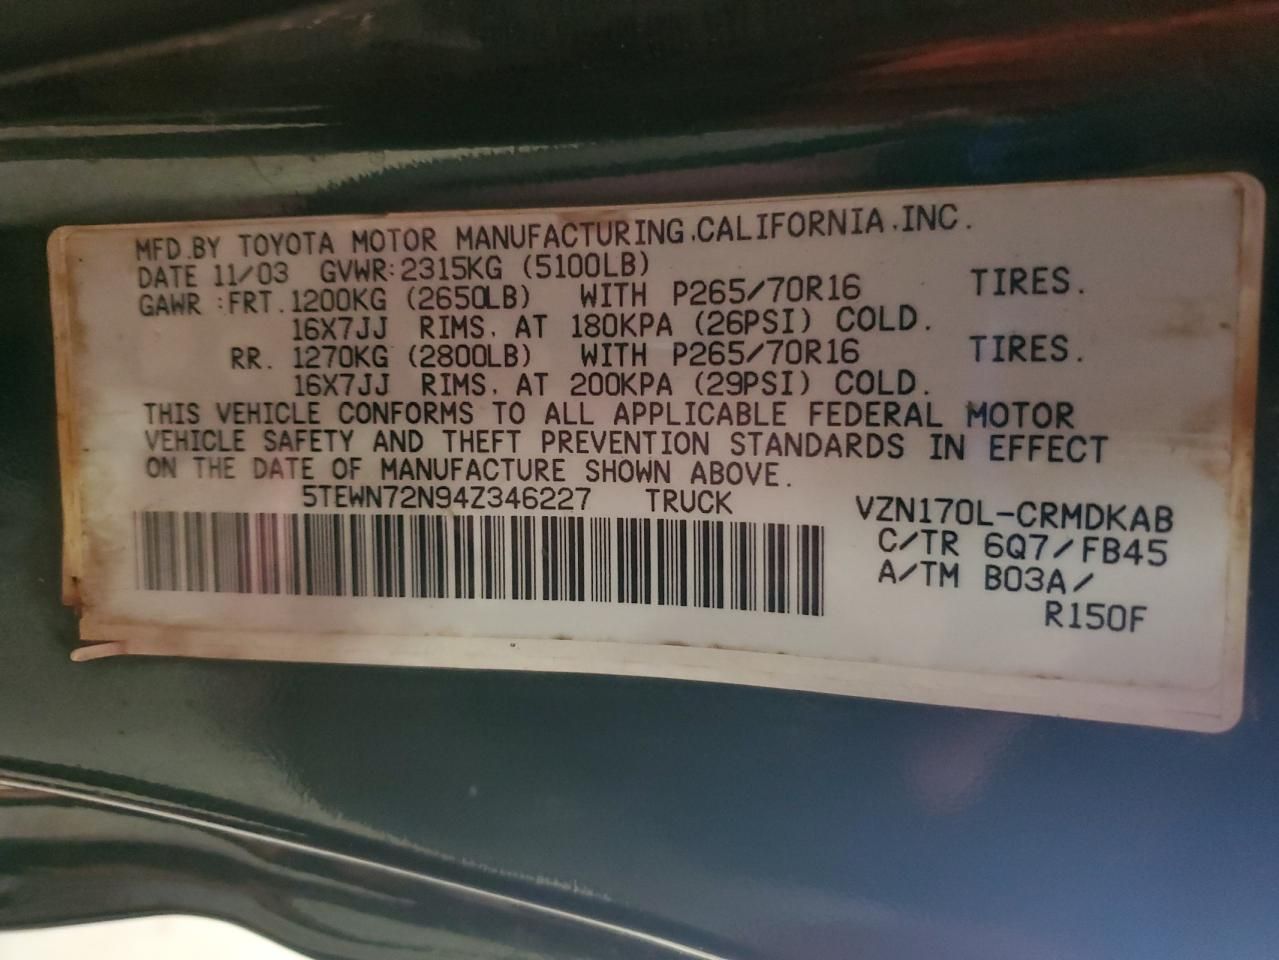 MFD.BY TOYOTA MOTOR MANUFACTURING.CALIFORNIA.INC.
DATE 11/03 GVWR:2315KG (5100LB)
GAWR :FRT.1200KG (2650LB) WITH P265/70R16 TIRES.
16X7JJ RIMS. AT 180KPA (26PSI) COLD.
RR. 1270KG (2800LB) WITH P265/70R16 TIRES.
16X7JJ RIMS. AT 200KPA (29PSI) COLD.
THIS VEHICLE CONFORMS TO ALL APPLICABLE FEDERAL MOTOR
VEHICLE SAFETY AND THEFT PREVENTION STANDARDS IN EFFECT
ON THE DATE OF MANUFACTURE SHOWN ABOVE.
5TEWN72N94Z346227 TRUCK VZN170L-CRMDKAB
C/TR 6Q7/FB45
A/TM B03A/
R150F